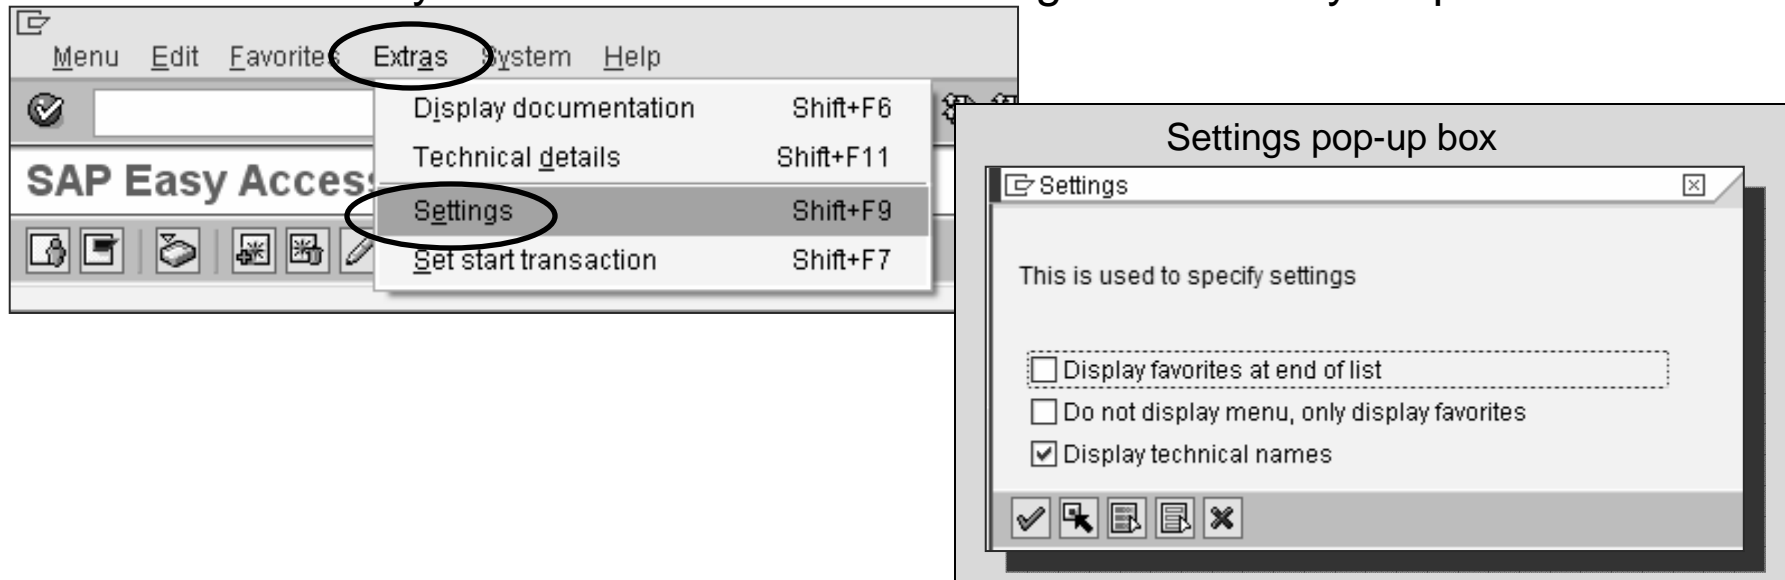 Menu Edit Favorites Extras System Help
Display documentation Shift+F6
Technical details Shift+F11
SAP Easy Access
Settings Shift+F9
Set start transaction Shift+F7
Settings pop-up box
Settings
This is used to specify settings
Display favorites at end of list
Do not display menu, only display favorites
Display technical names